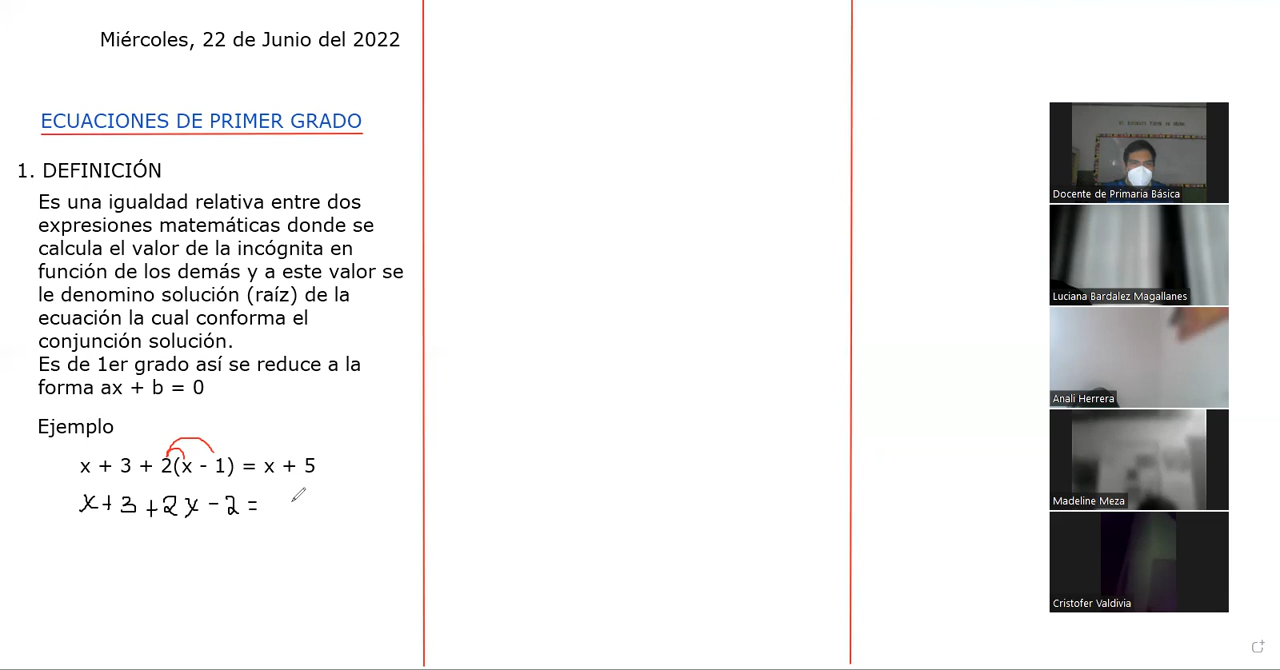 Miércoles, 22 de Junio del 2022
ECUACIONES DE PRIMER GRADO
1. DEFINICIÓN
Es una igualdad relativa entre dos
expresiones matemáticas donde se
calcula el valor de la incógnita en
función de los demás y a este valor se
le denomino solución (raíz) de la
ecuación la cual conforma el
conjunción solución.
Es de 1er grado así se reduce a la
forma ax + b = 0
Ejemplo
x + 3 + 2(x - 1) = x + 5
x + 3 + 2x - 2 =
Docente de Primaria Básica
Luciana Bardalez Magallanes
Anali Herrera
Madeline Meza
Cristofer Valdivia